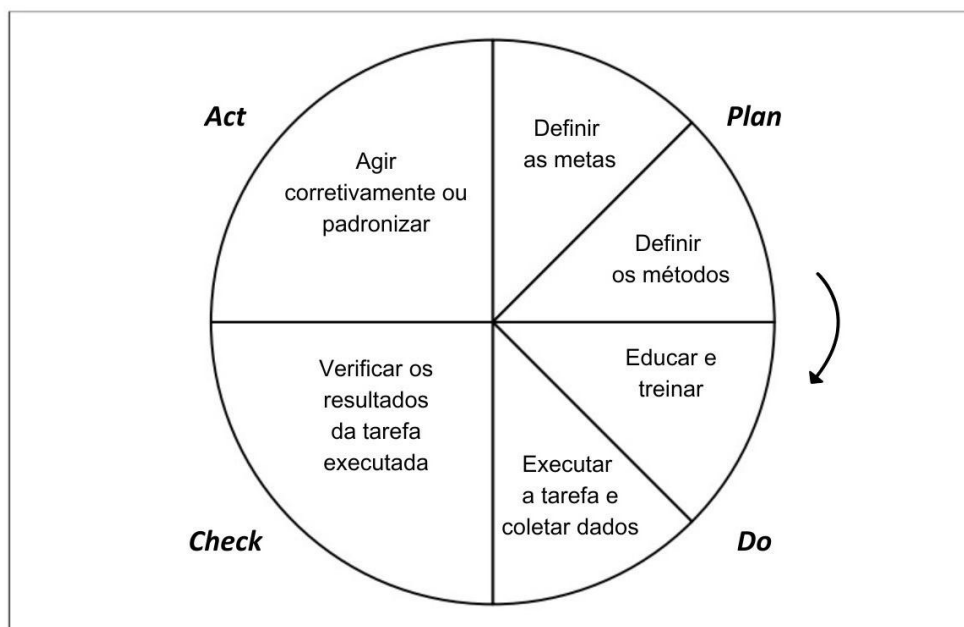 Act
Plan
Agir
corretivamente ou
padronizar
Definir
as metas
Definir
os métodos
Educar e
treinar
Executar
a tarefa e
coletar dados
Verificar os
resultados
da tarefa
executada
Check
Do